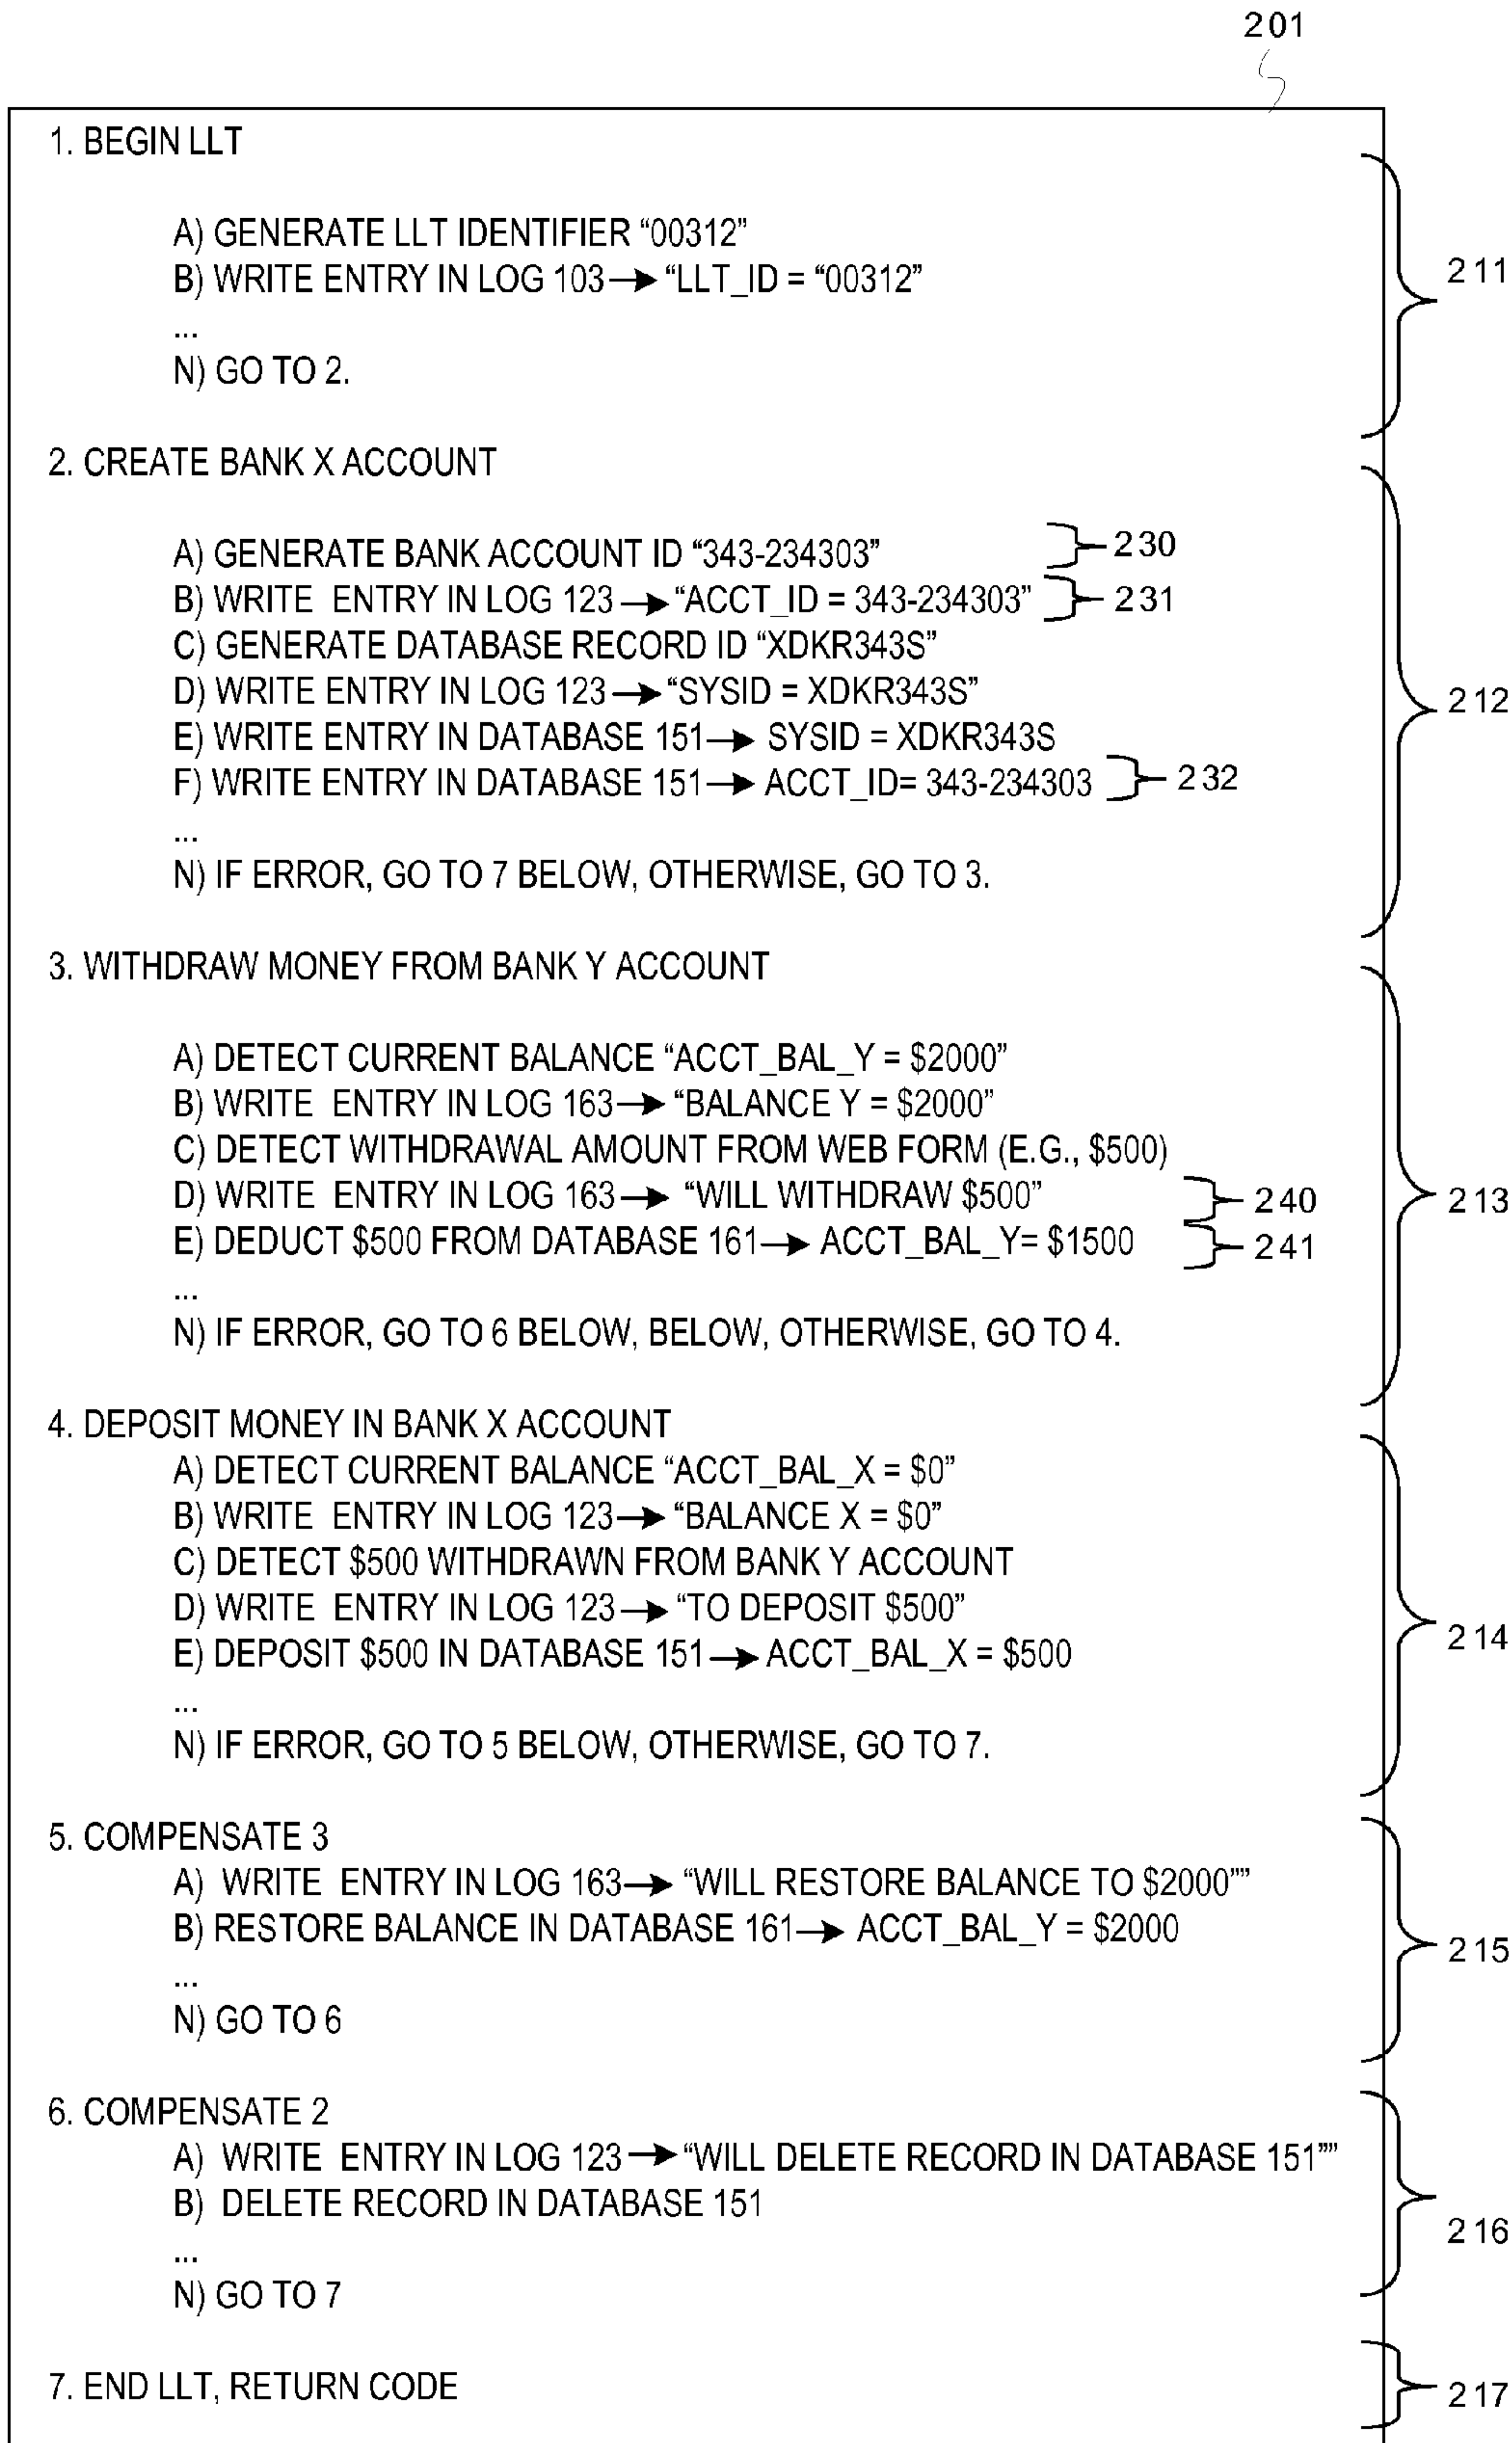 201
1. BEGIN LLT
A) GENERATE LLT IDENTIFIER “00312”
B) WRITE ENTRY IN LOG 103→ “LLT_ID = “00312”
...
N) GO TO 2.
211
2. CREATE BANK X ACCOUNT
A) GENERATE BANK ACCOUNT ID “343-234303” 230
B) WRITE ENTRY IN LOG 123→ “ACCT_ID = 343-234303” 231
C) GENERATE DATABASE RECORD ID “XDKR343S”
D) WRITE ENTRY IN LOG 123→ “SYSID = XDKR343S”
E) WRITE ENTRY IN DATABASE 151→ SYSID = XDKR343S
F) WRITE ENTRY IN DATABASE 151→ ACCT_ID= 343-234303 232
...
N) IF ERROR, GO TO 7 BELOW, OTHERWISE, GO TO 3.
212
3. WITHDRAW MONEY FROM BANK Y ACCOUNT
A) DETECT CURRENT BALANCE “ACCT_BAL_Y = $2000”
B) WRITE ENTRY IN LOG 163→ “BALANCE Y = $2000”
C) DETECT WITHDRAWAL AMOUNT FROM WEB FORM (E.G., $500)
D) WRITE ENTRY IN LOG 163→ “WILL WITHDRAW $500” 240
E) DEDUCT $500 FROM DATABASE 161→ ACCT_BAL_Y= $1500 241
...
N) IF ERROR, GO TO 6 BELOW, BELOW, OTHERWISE, GO TO 4.
213
4. DEPOSIT MONEY IN BANK X ACCOUNT
A) DETECT CURRENT BALANCE “ACCT_BAL_X = $0”
B) WRITE ENTRY IN LOG 123→ “BALANCE X = $0”
C) DETECT $500 WITHDRAWN FROM BANK Y ACCOUNT
D) WRITE ENTRY IN LOG 123→ “TO DEPOSIT $500”
E) DEPOSIT $500 IN DATABASE 151→ ACCT_BAL_X = $500
...
N) IF ERROR, GO TO 5 BELOW, OTHERWISE, GO TO 7.
214
5. COMPENSATE 3
A) WRITE ENTRY IN LOG 163→ “WILL RESTORE BALANCE TO $2000””
B) RESTORE BALANCE IN DATABASE 161→ ACCT_BAL_Y = $2000
...
N) GO TO 6
215
6. COMPENSATE 2
A) WRITE ENTRY IN LOG 123→ “WILL DELETE RECORD IN DATABASE 151””
B) DELETE RECORD IN DATABASE 151
...
N) GO TO 7
216
7. END LLT, RETURN CODE
217